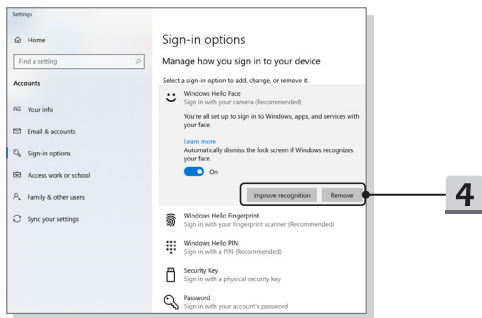 Settings
Home
Find a setting
Accounts
Your info
Email & accounts
Sign-in options
Access work or school
Family & other users
Sync your settings
Sign-in options
Manage how you sign in to your device
Select a sign-in option to add, change, or remove it.
Windows Hello Face
Sign in with your camera (Recommended)
You're all set up to sign in to Windows, apps, and services with
your face.
Learn more
Automatically dismiss the lock screen if Windows recognizes
your face.
On
Improve recognition Remove
4
Windows Hello Fingerprint
Sign in with your fingerprint scanner (Recommended)
Windows Hello PIN
Sign in with a PIN (Recommended)
Security Key
Sign in with a physical security key
Password
Sign in with your account's password